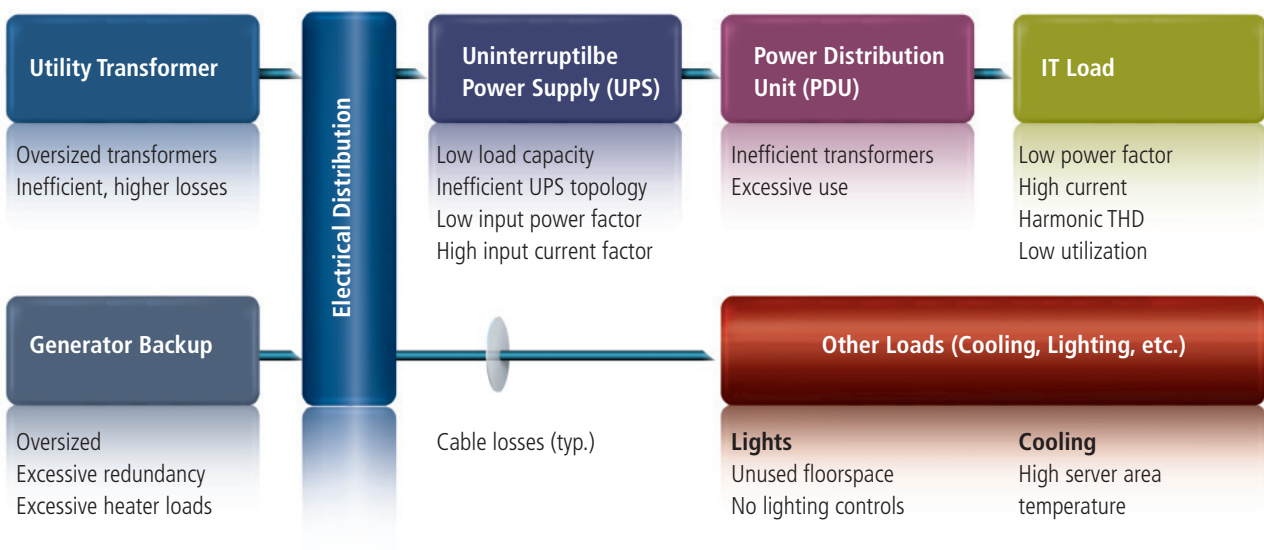 Utility Transformer
Oversized transformers
Inefficient, higher losses
Electrical Distribution
Uninterruptilbe
Power Supply (UPS)
Low load capacity
Inefficient UPS topology
Low input power factor
High input current factor
Power Distribution
Unit (PDU)
Inefficient transformers
Excessive use
IT Load
Low power factor
High current
Harmonic THD
Low utilization
Generator Backup
Oversized
Excessive redundancy
Excessive heater loads
Cable losses (typ.)
Other Loads (Cooling, Lighting, etc.)
Lights
Unused floorspace
No lighting controls
Cooling
High server area
temperature